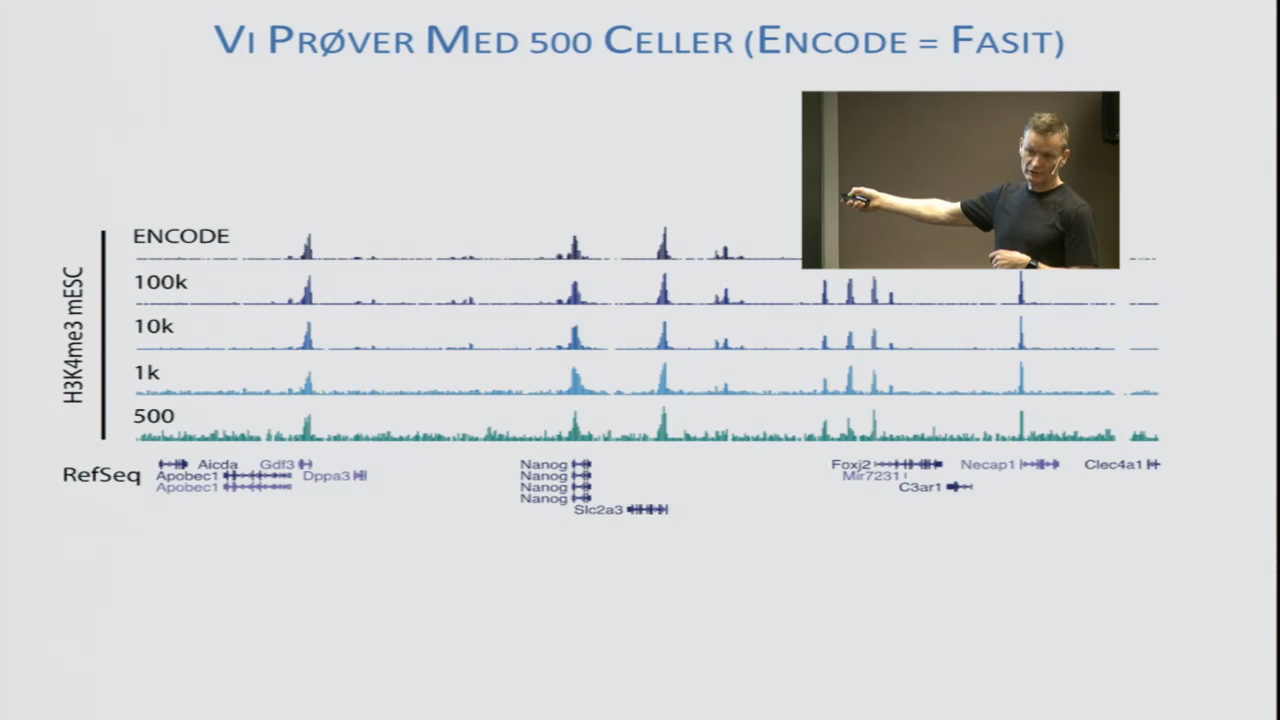 VI PRØVER MED 500 CELLER (ENCODE = FASIT)
H3K4me3 mESC
ENCODE
100k
10k
1k
500
RefSeq
Aicda Gdf3 Nanog Foxj2 Necap1 Clec4a1
Apobec1 Dppa3 Nanog Mir7231
Apobec1 Nanog C3ar1
Nanog
Slc2a3